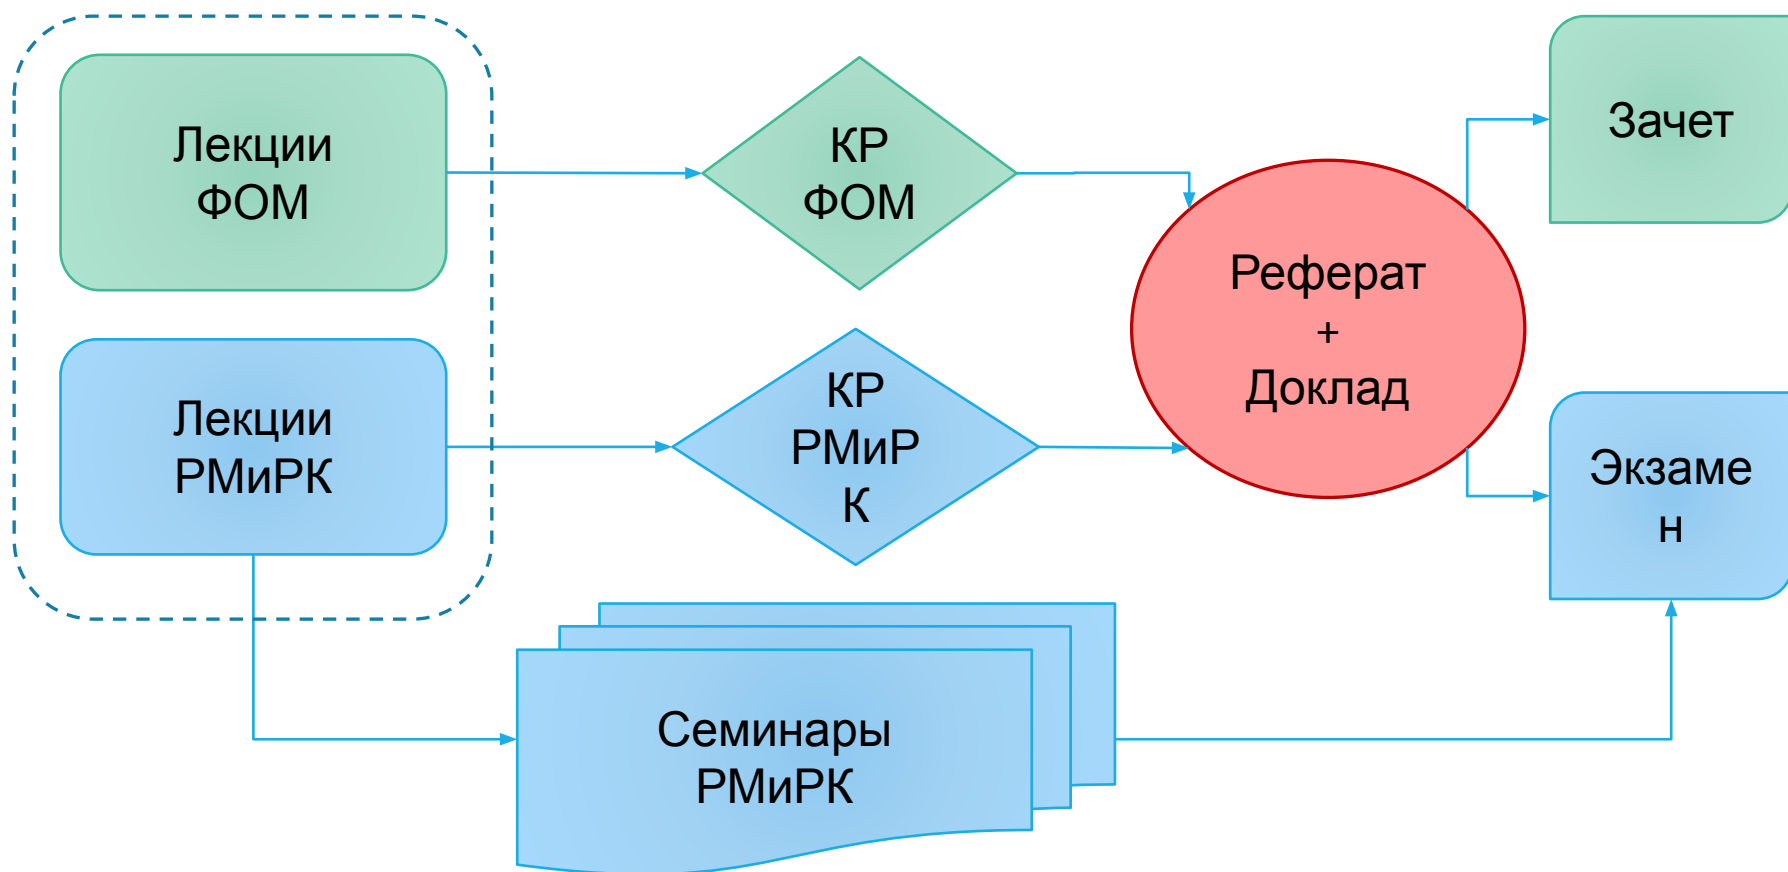 Лекции
ФОМ
КР
ФОМ
Зачет
Реферат
+
Доклад
Лекции
РМиРК
КР
РМиР
К
Экзаме
н
Семинары
РМиРК